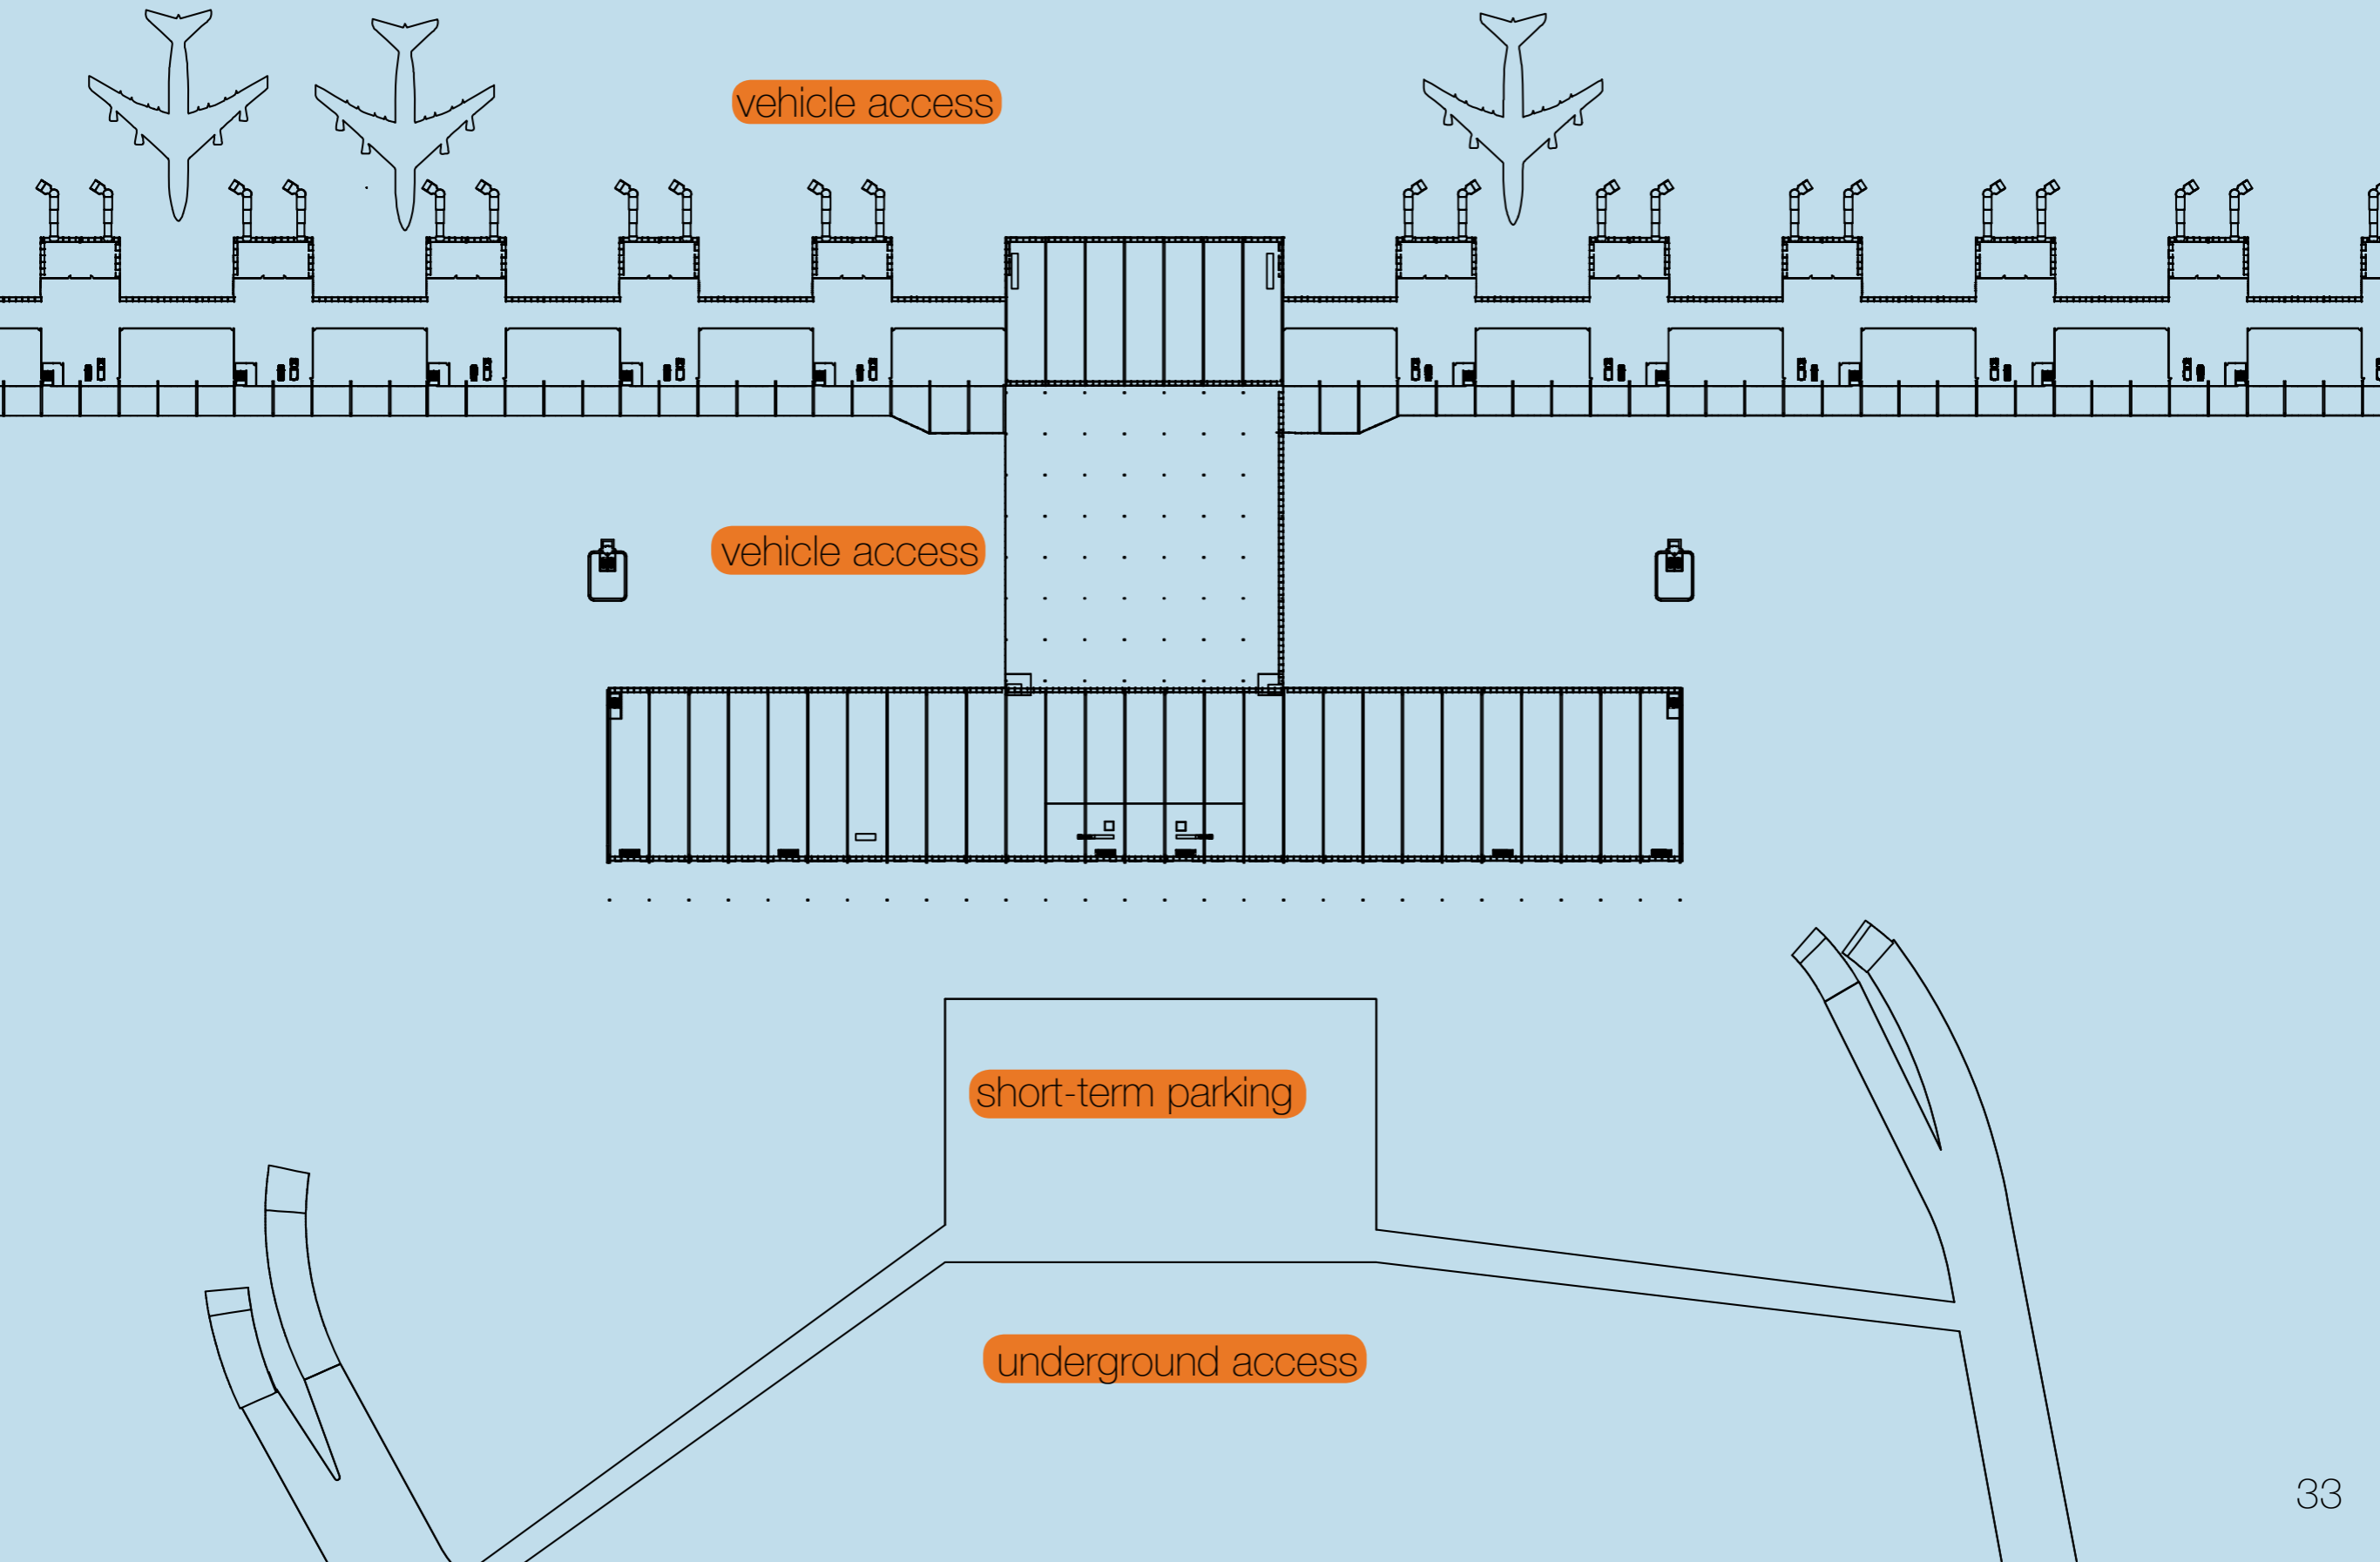 vehicle access
vehicle access
short-term parking
underground access
33